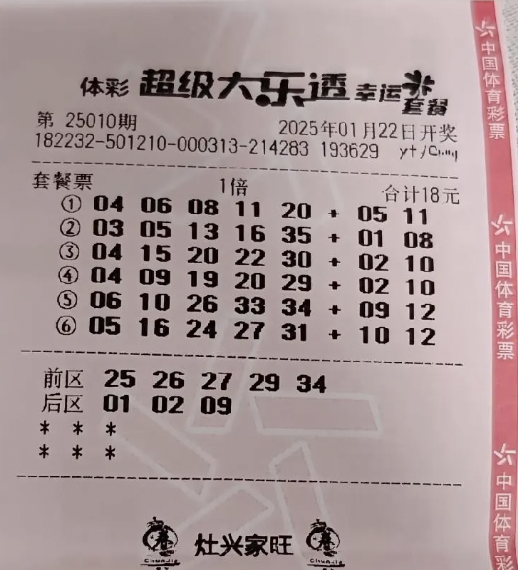 体彩 超级大乐透 幸运套餐
第 25010期 2025年01月22日开奖
182232-501210-000313-214283 193629
套餐票 1倍 合计18元
① 04 06 08 11 20 + 05 11
② 03 05 13 16 35 + 01 08
③ 04 15 20 22 30 + 02 10
④ 04 09 19 20 29 + 02 10
⑤ 06 10 26 33 34 + 09 12
⑥ 05 16 24 27 31 + 10 12
前区 25 26 27 29 34
后区 01 02 09
* * *
* * *
灶兴家旺
中国体育彩票
中国体育彩票
中国体育彩票